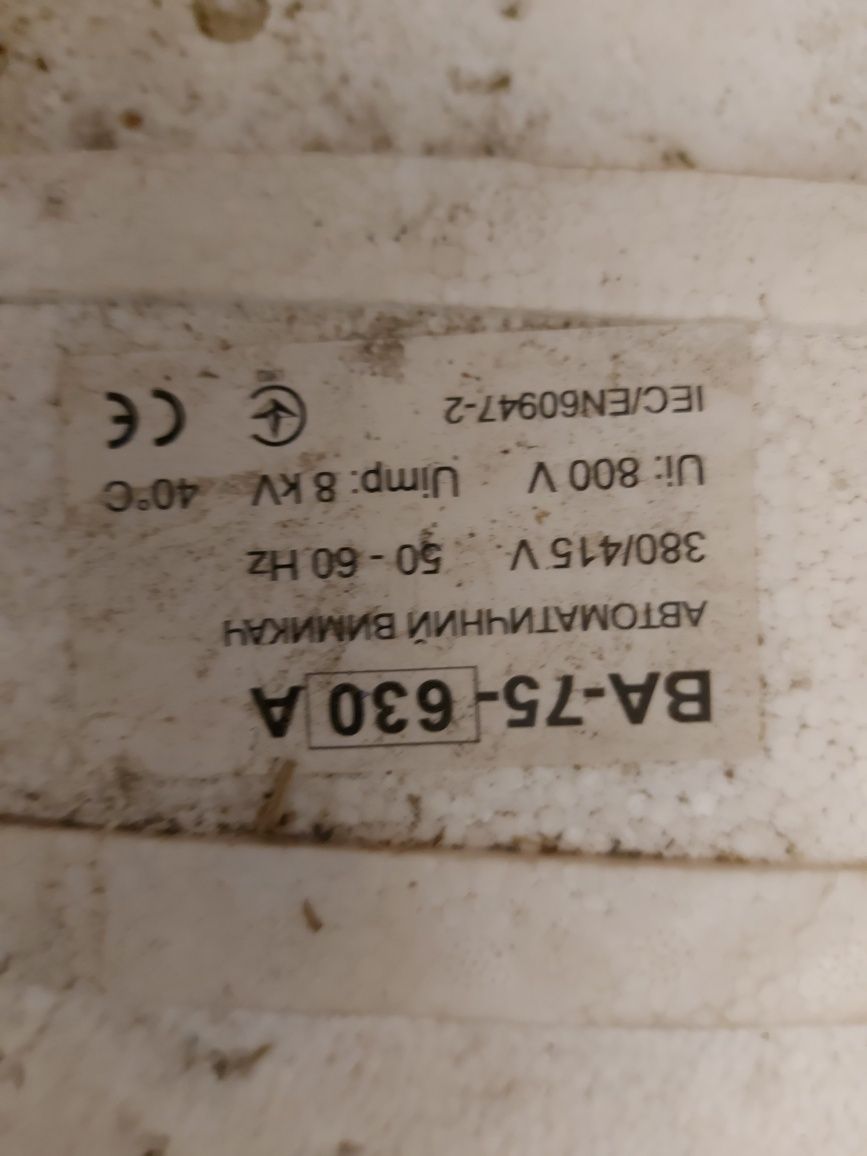 ВА-75-630 А
АВТОМАТИЧНИЙ ВИМИКАЧ
380/415 V 50 - 60 Hz
Ui: 800 V Uimp: 8 kV 40°C
IEC/EN60947-2 CE